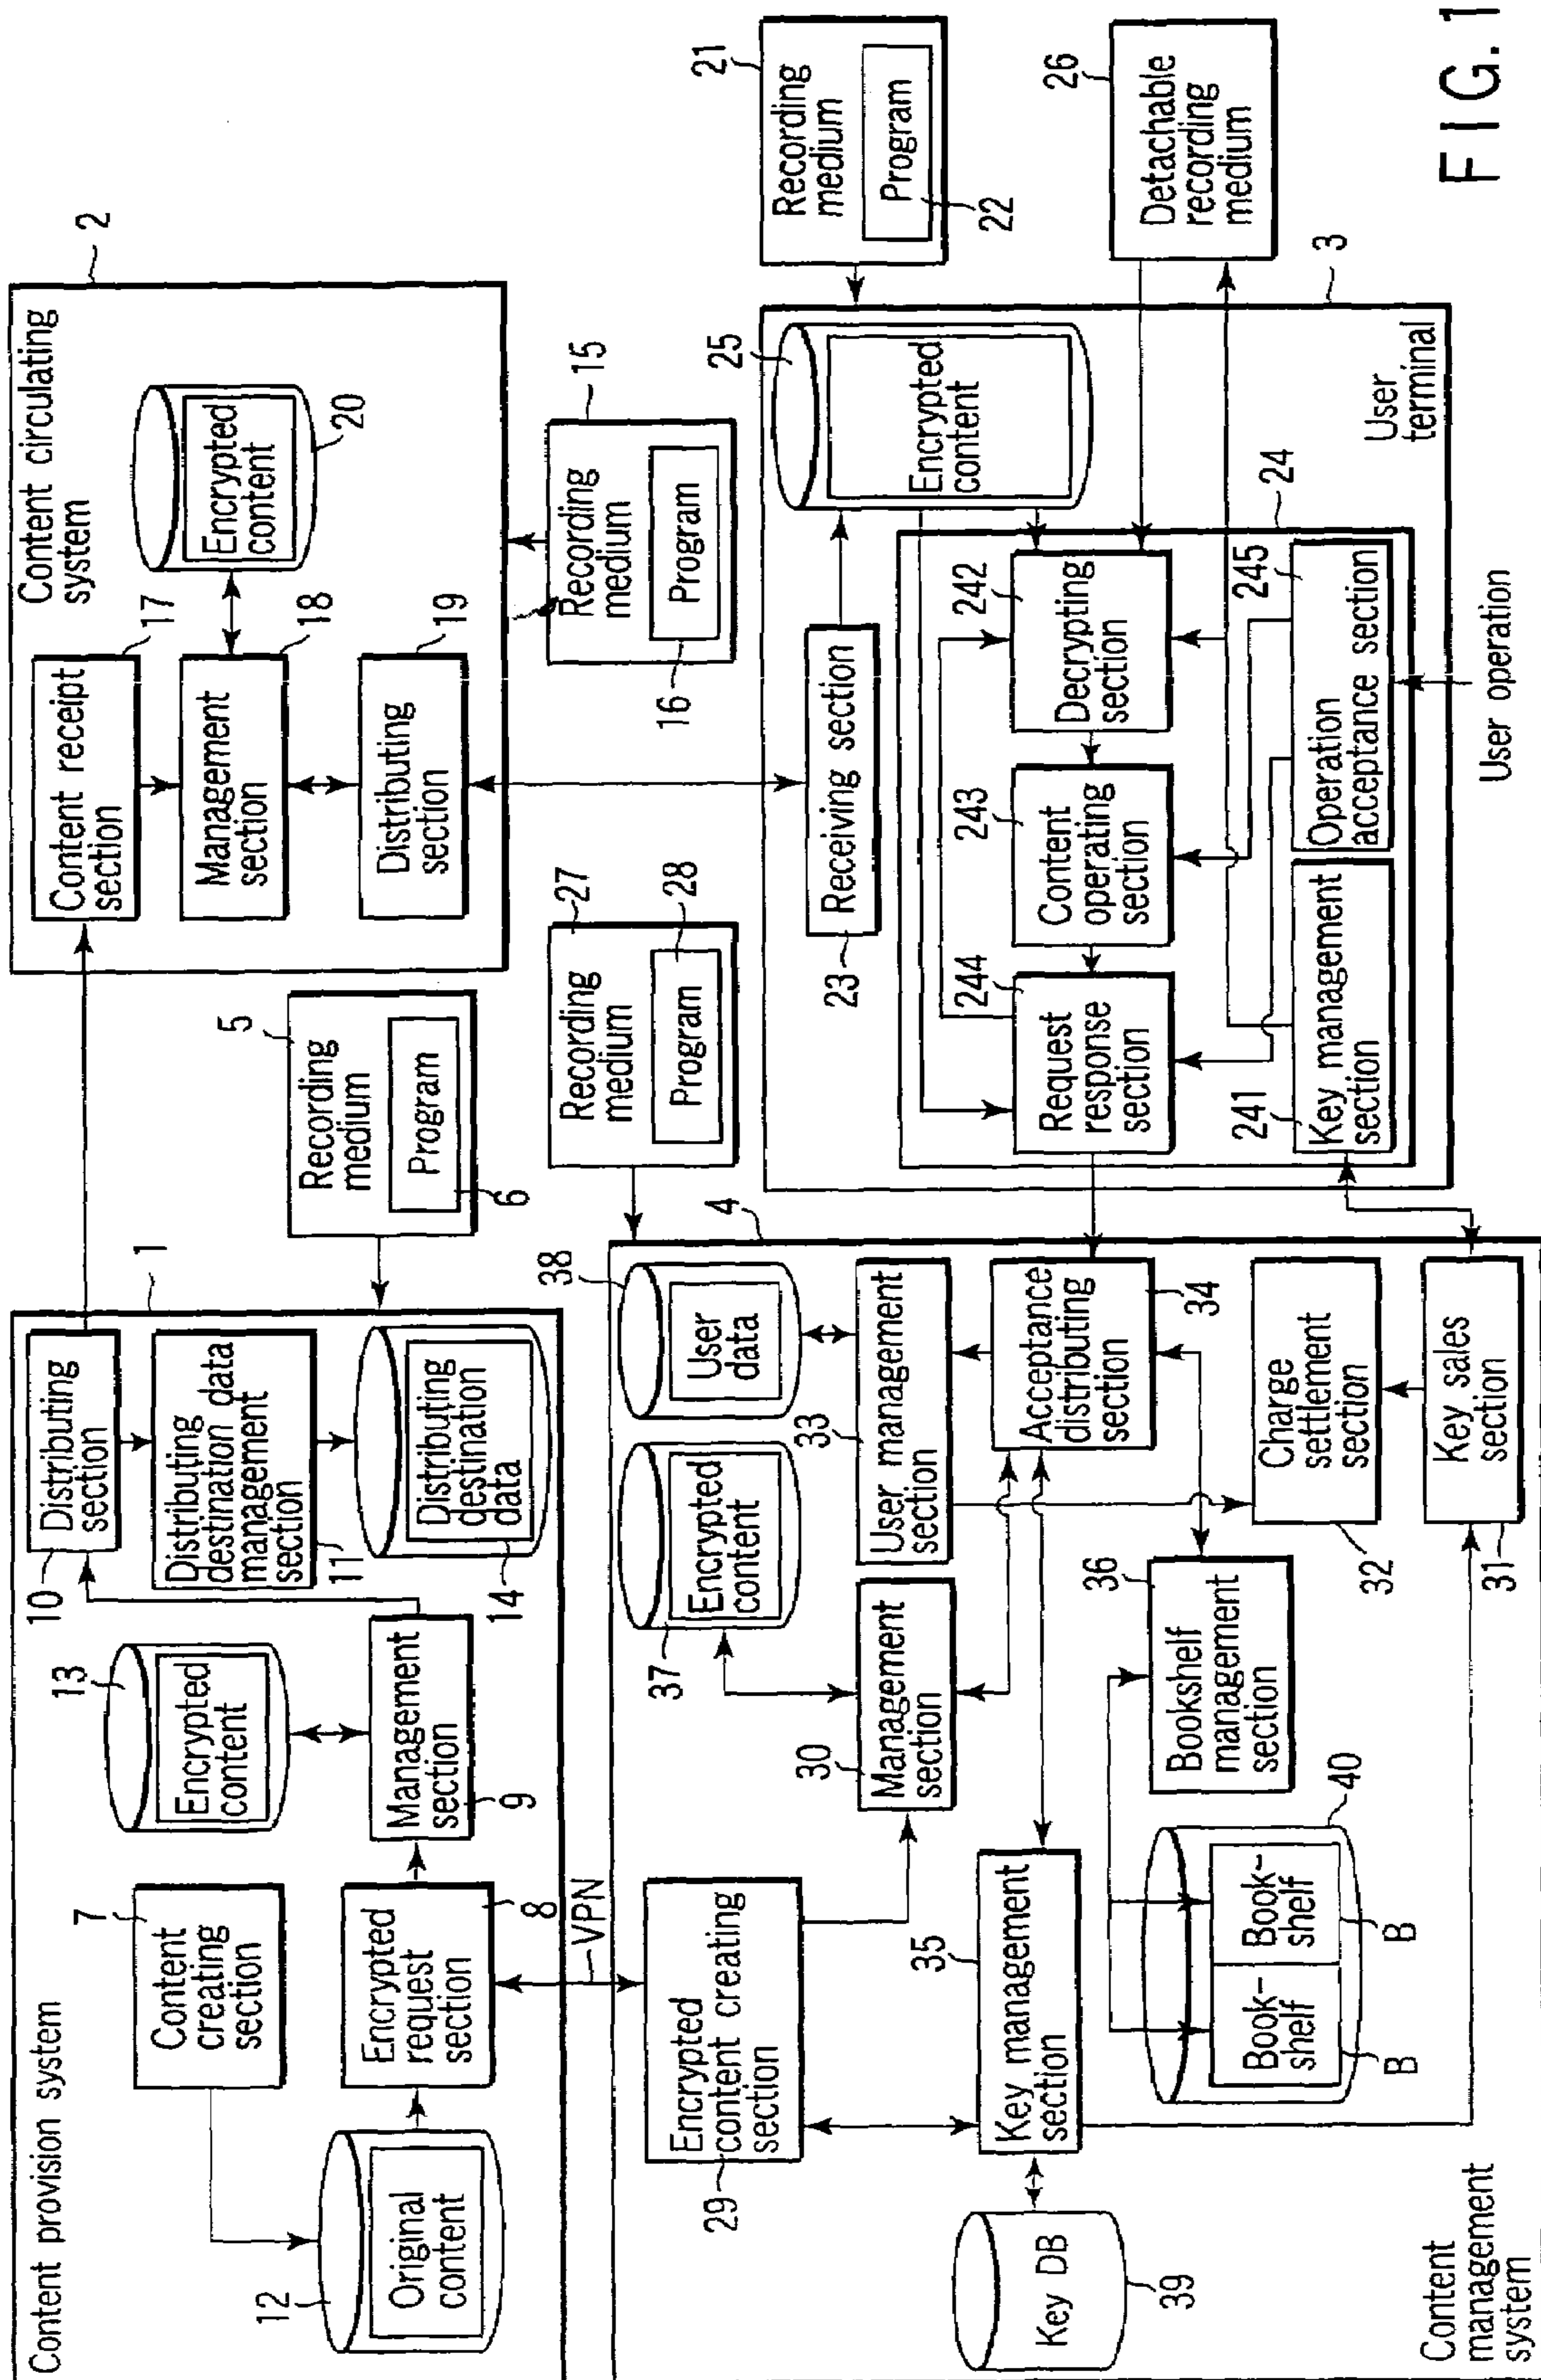 Content provision system
1
7
Content
creating
section
12
Original
content
Encrypted
request
section
8
13
Encrypted
content
Management
section
9
10
Distributing
section
Distributing
destination data
management
section
11
Distributing
destination
data
14
5
Recording
medium
Program
6
VPN
Content circulating
system
2
Content receipt
section
17
Management
section
18
Distributing
section
19
Encrypted
content
20
15
Recording
medium
Program
16
27
Recording
medium
Program
28
21
Recording
medium
Program
22
26
Detachable
recording
medium
3
User
terminal
23
Receiving section
25
Encrypted
content
24
244
Request
response
section
243
Content
operating
section
242
Decrypting
section
241
Key management
section
245
Operation
acceptance section
User operation
4
Content
management
system
29
Encrypted
content creating
section
Key DB
39
35
Key management
section
30
Management
section
37
Encrypted
content
38
User
data
33
User management
section
Acceptance
distributing
section
34
36
Bookshelf
management
section
40
Book-
shelf
B
Book-
shelf
B
Charge
settlement
section
32
Key sales
section
31
FIG. 1